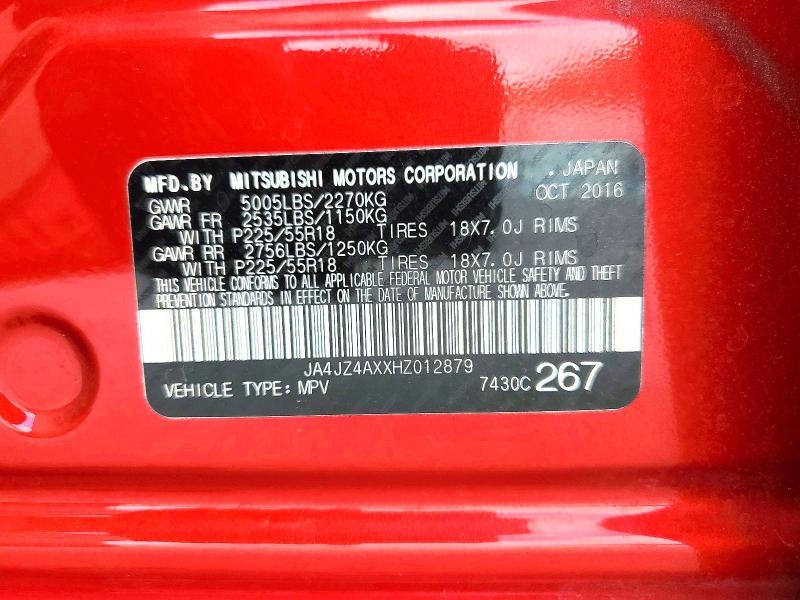 MFD.BY MITSUBISHI MOTORS CORPORATION . JAPAN
GVWR 5005LBS/2270KG OCT 2016
GAWR FR 2535LBS/1150KG
WITH P225/55R18 TIRES 18X7.0J RIMS
GAWR RR 2756LBS/1250KG
WITH P225/55R18 TIRES 18X7.0J RIMS
THIS VEHICLE CONFORMS TO ALL APPLICABLE FEDERAL MOTOR VEHICLE SAFETY AND THEFT
PREVENTION STANDARDS IN EFFECT ON THE DATE OF MANUFACTURE SHOWN ABOVE.
JA4JZ4AXXHZ012879
VEHICLE TYPE: MPV 7430C 267